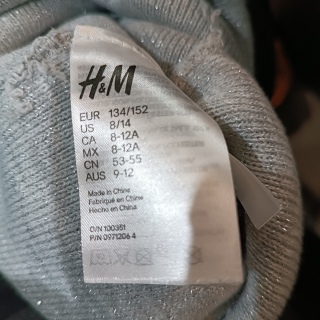 H&M
EUR 134/152
US 8/14
CA 8-12A
MX 8-12A
CN 53-55
AUS 9-12
Made in China
Fabriqué en Chine
Hecho en China
O/N 100351
P/N 0971206 4